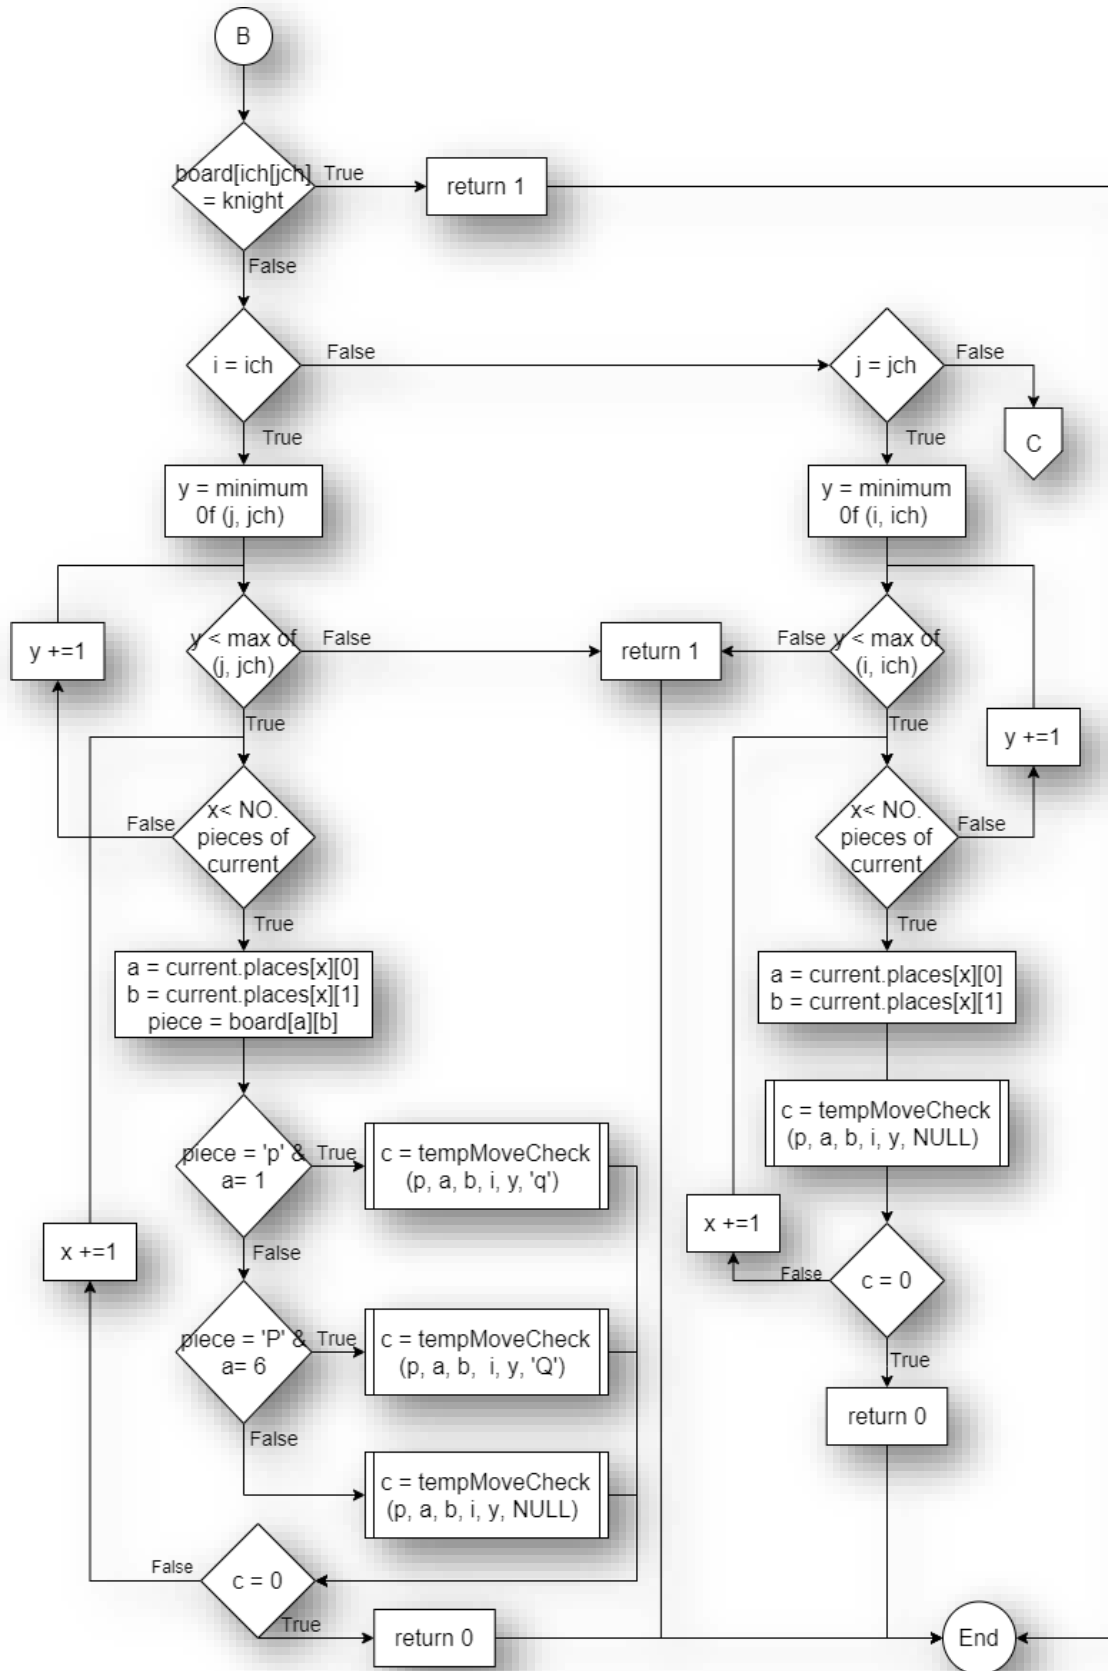 B
board[ich[jch]
= knight
True
return 1
False
i = ich
False
j = jch
False
True
True
C
y = minimum
0f (j, jch)
y = minimum
0f (i, ich)
y +=1
y < max of
(j, jch)
False
return 1
False
y < max of
(i, ich)
True
True
y +=1
x< NO.
pieces of
current
False
x< NO.
pieces of
current
False
True
True
a = current.places[x][0]
b = current.places[x][1]
piece = board[a][b]
a = current.places[x][0]
b = current.places[x][1]
piece = 'p' &
a= 1
True
c = tempMoveCheck
(p, a, b, i, y, 'q')
c = tempMoveCheck
(p, a, b, i, y, NULL)
x +=1
False
x +=1
False
c = 0
piece = 'P' &
a= 6
True
c = tempMoveCheck
(p, a, b, i, y, 'Q')
True
return 0
False
c = tempMoveCheck
(p, a, b, i, y, NULL)
False
c = 0
True
return 0
End